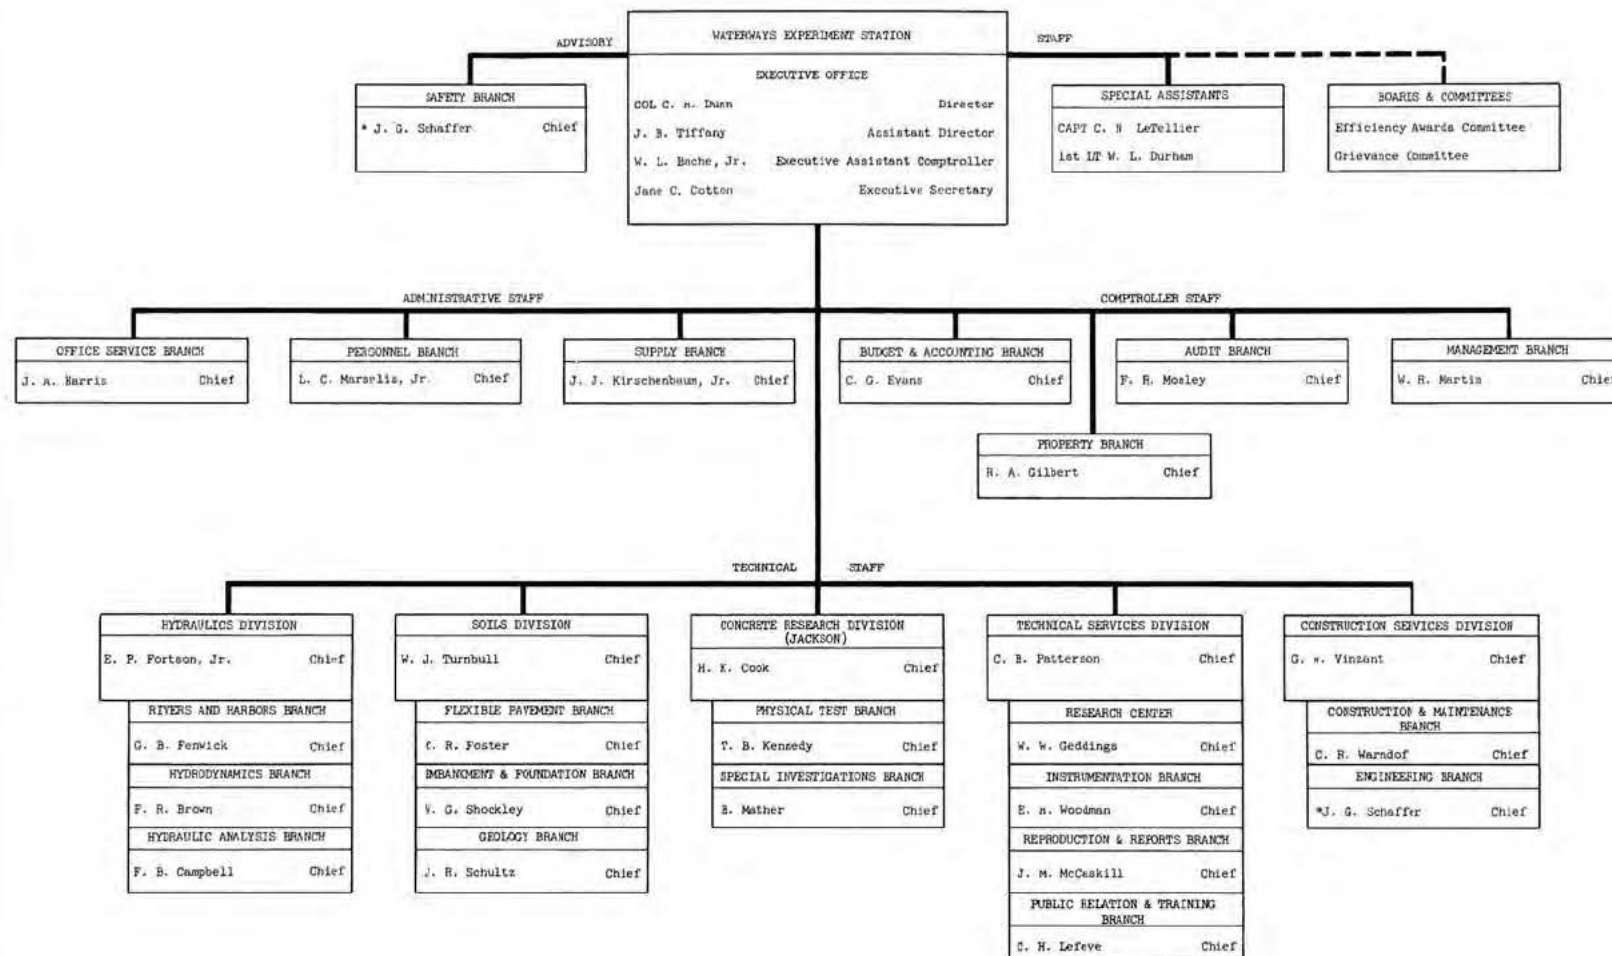 WATERWAYS EXPERIMENT STATION
ADVISORY
STAFF
EXECUTIVE OFFICE
COL C. H. Dunn Director
J. B. Tiffany Assistant Director
W. L. Bache, Jr. Executive Assistant Comptroller
Jane C. Cotton Executive Secretary
SAFETY BRANCH
* J. G. Schaffer Chief
SPECIAL ASSISTANTS
CAPT C. N LeTellier
1st LT W. L. Durham
BOARDS & COMMITTEES
Efficiency Awards Committee
Grievance Committee
ADMINISTRATIVE STAFF
COMPTROLLER STAFF
OFFICE SERVICE BRANCH
J. A. Harris Chief
PERSONNEL BRANCH
L. C. Marsalis, Jr. Chief
SUPPLY BRANCH
J. J. Kirschenbaum, Jr. Chief
BUDGET & ACCOUNTING BRANCH
C. G. Evans Chief
AUDIT BRANCH
F. R. Mosley Chief
MANAGEMENT BRANCH
W. R. Martin Chief
PROPERTY BRANCH
R. A. Gilbert Chief
TECHNICAL STAFF
HYDRAULICS DIVISION
E. P. Fortson, Jr. Chief
RIVERS AND HARBORS BRANCH
G. B. Fenwick Chief
HYDRODYNAMICS BRANCH
F. R. Brown Chief
HYDRAULIC ANALYSIS BRANCH
F. B. Campbell Chief
SOILS DIVISION
W. J. Turnbull Chief
FLEXIBLE PAVEMENT BRANCH
C. R. Foster Chief
EMBANKMENT & FOUNDATION BRANCH
W. G. Shockley Chief
GEOLOGY BRANCH
J. R. Schultz Chief
CONCRETE RESEARCH DIVISION
(JACKSON)
H. K. Cook Chief
PHYSICAL TEST BRANCH
T. B. Kennedy Chief
SPECIAL INVESTIGATIONS BRANCH
B. Mather Chief
TECHNICAL SERVICES DIVISION
C. B. Patterson Chief
RESEARCH CENTER
W. W. Geddings Chief
INSTRUMENTATION BRANCH
E. H. Woodman Chief
REPRODUCTION & REPORTS BRANCH
J. M. McCaskill Chief
PUBLIC RELATION & TRAINING
BRANCH
C. H. Lefeve Chief
CONSTRUCTION SERVICES DIVISION
G. W. Vinzant Chief
CONSTRUCTION & MAINTENANCE
BRANCH
C. R. Warndof Chief
ENGINEERING BRANCH
*J. G. Schaffer Chief